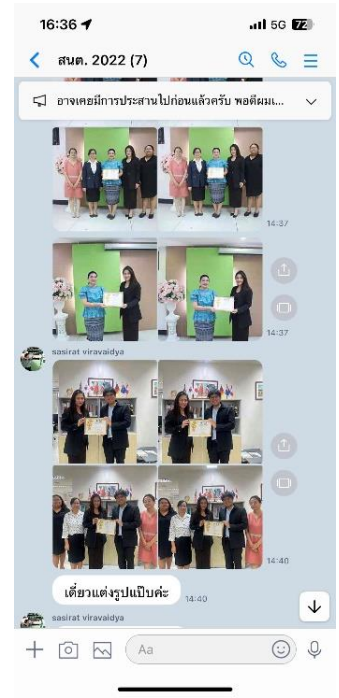 16:36
5G 72
สนต. 2022 (7)
อาจเคยมีการประสานไปก่อนแล้วครับ พอดีผมเ...
14:37
14:37
sasirat viravaidya
14:40
เดี๋ยวแต่งรูปแป๊บค่ะ
14:40
sasirat viravaidya
Aa